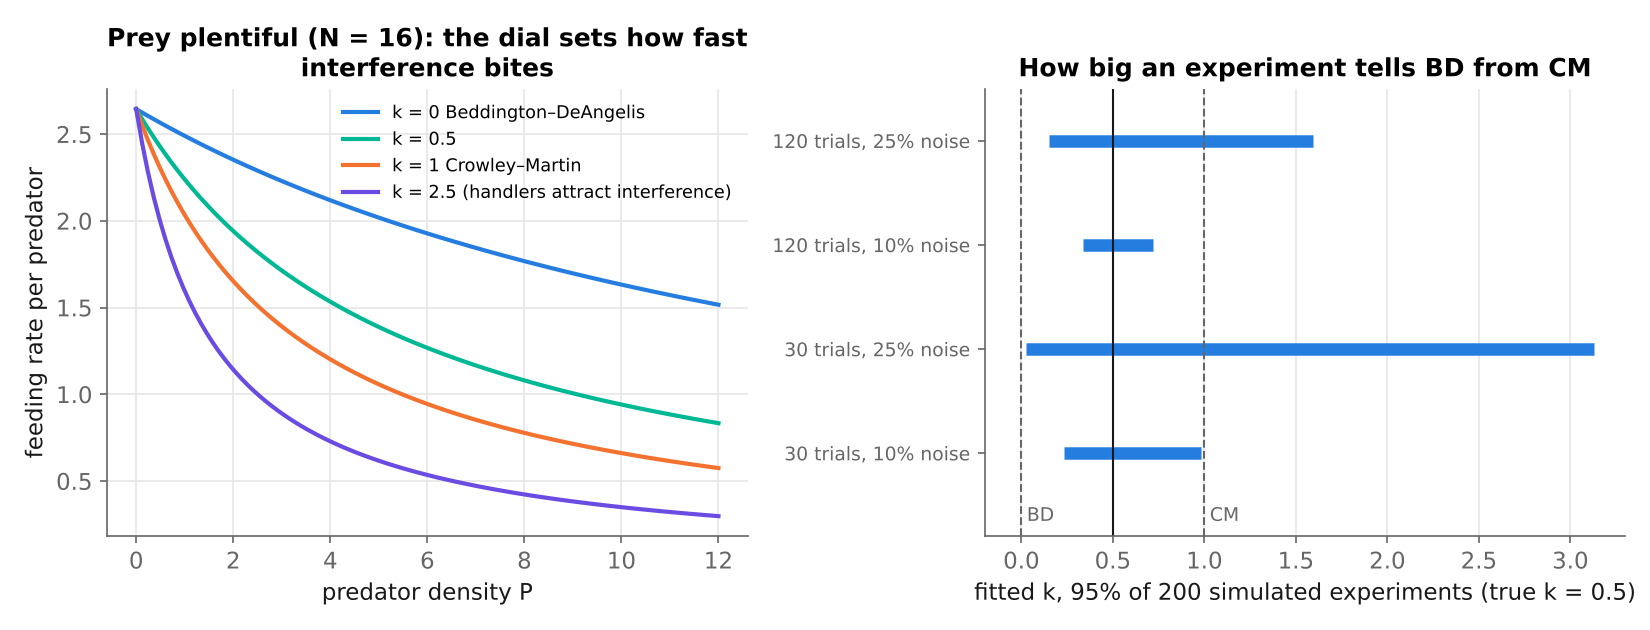 Prey plentiful (N = 16): the dial sets how fast
interference bites
k = 0 Beddington–DeAngelis
k = 0.5
k = 1 Crowley–Martin
k = 2.5 (handlers attract interference)
feeding rate per predator
2.5
2.0
1.5
1.0
0.5
0 2 4 6 8 10 12
predator density P
How big an experiment tells BD from CM
120 trials, 25% noise
120 trials, 10% noise
30 trials, 25% noise
30 trials, 10% noise
BD CM
0.0 0.5 1.0 1.5 2.0 2.5 3.0
fitted k, 95% of 200 simulated experiments (true k = 0.5)